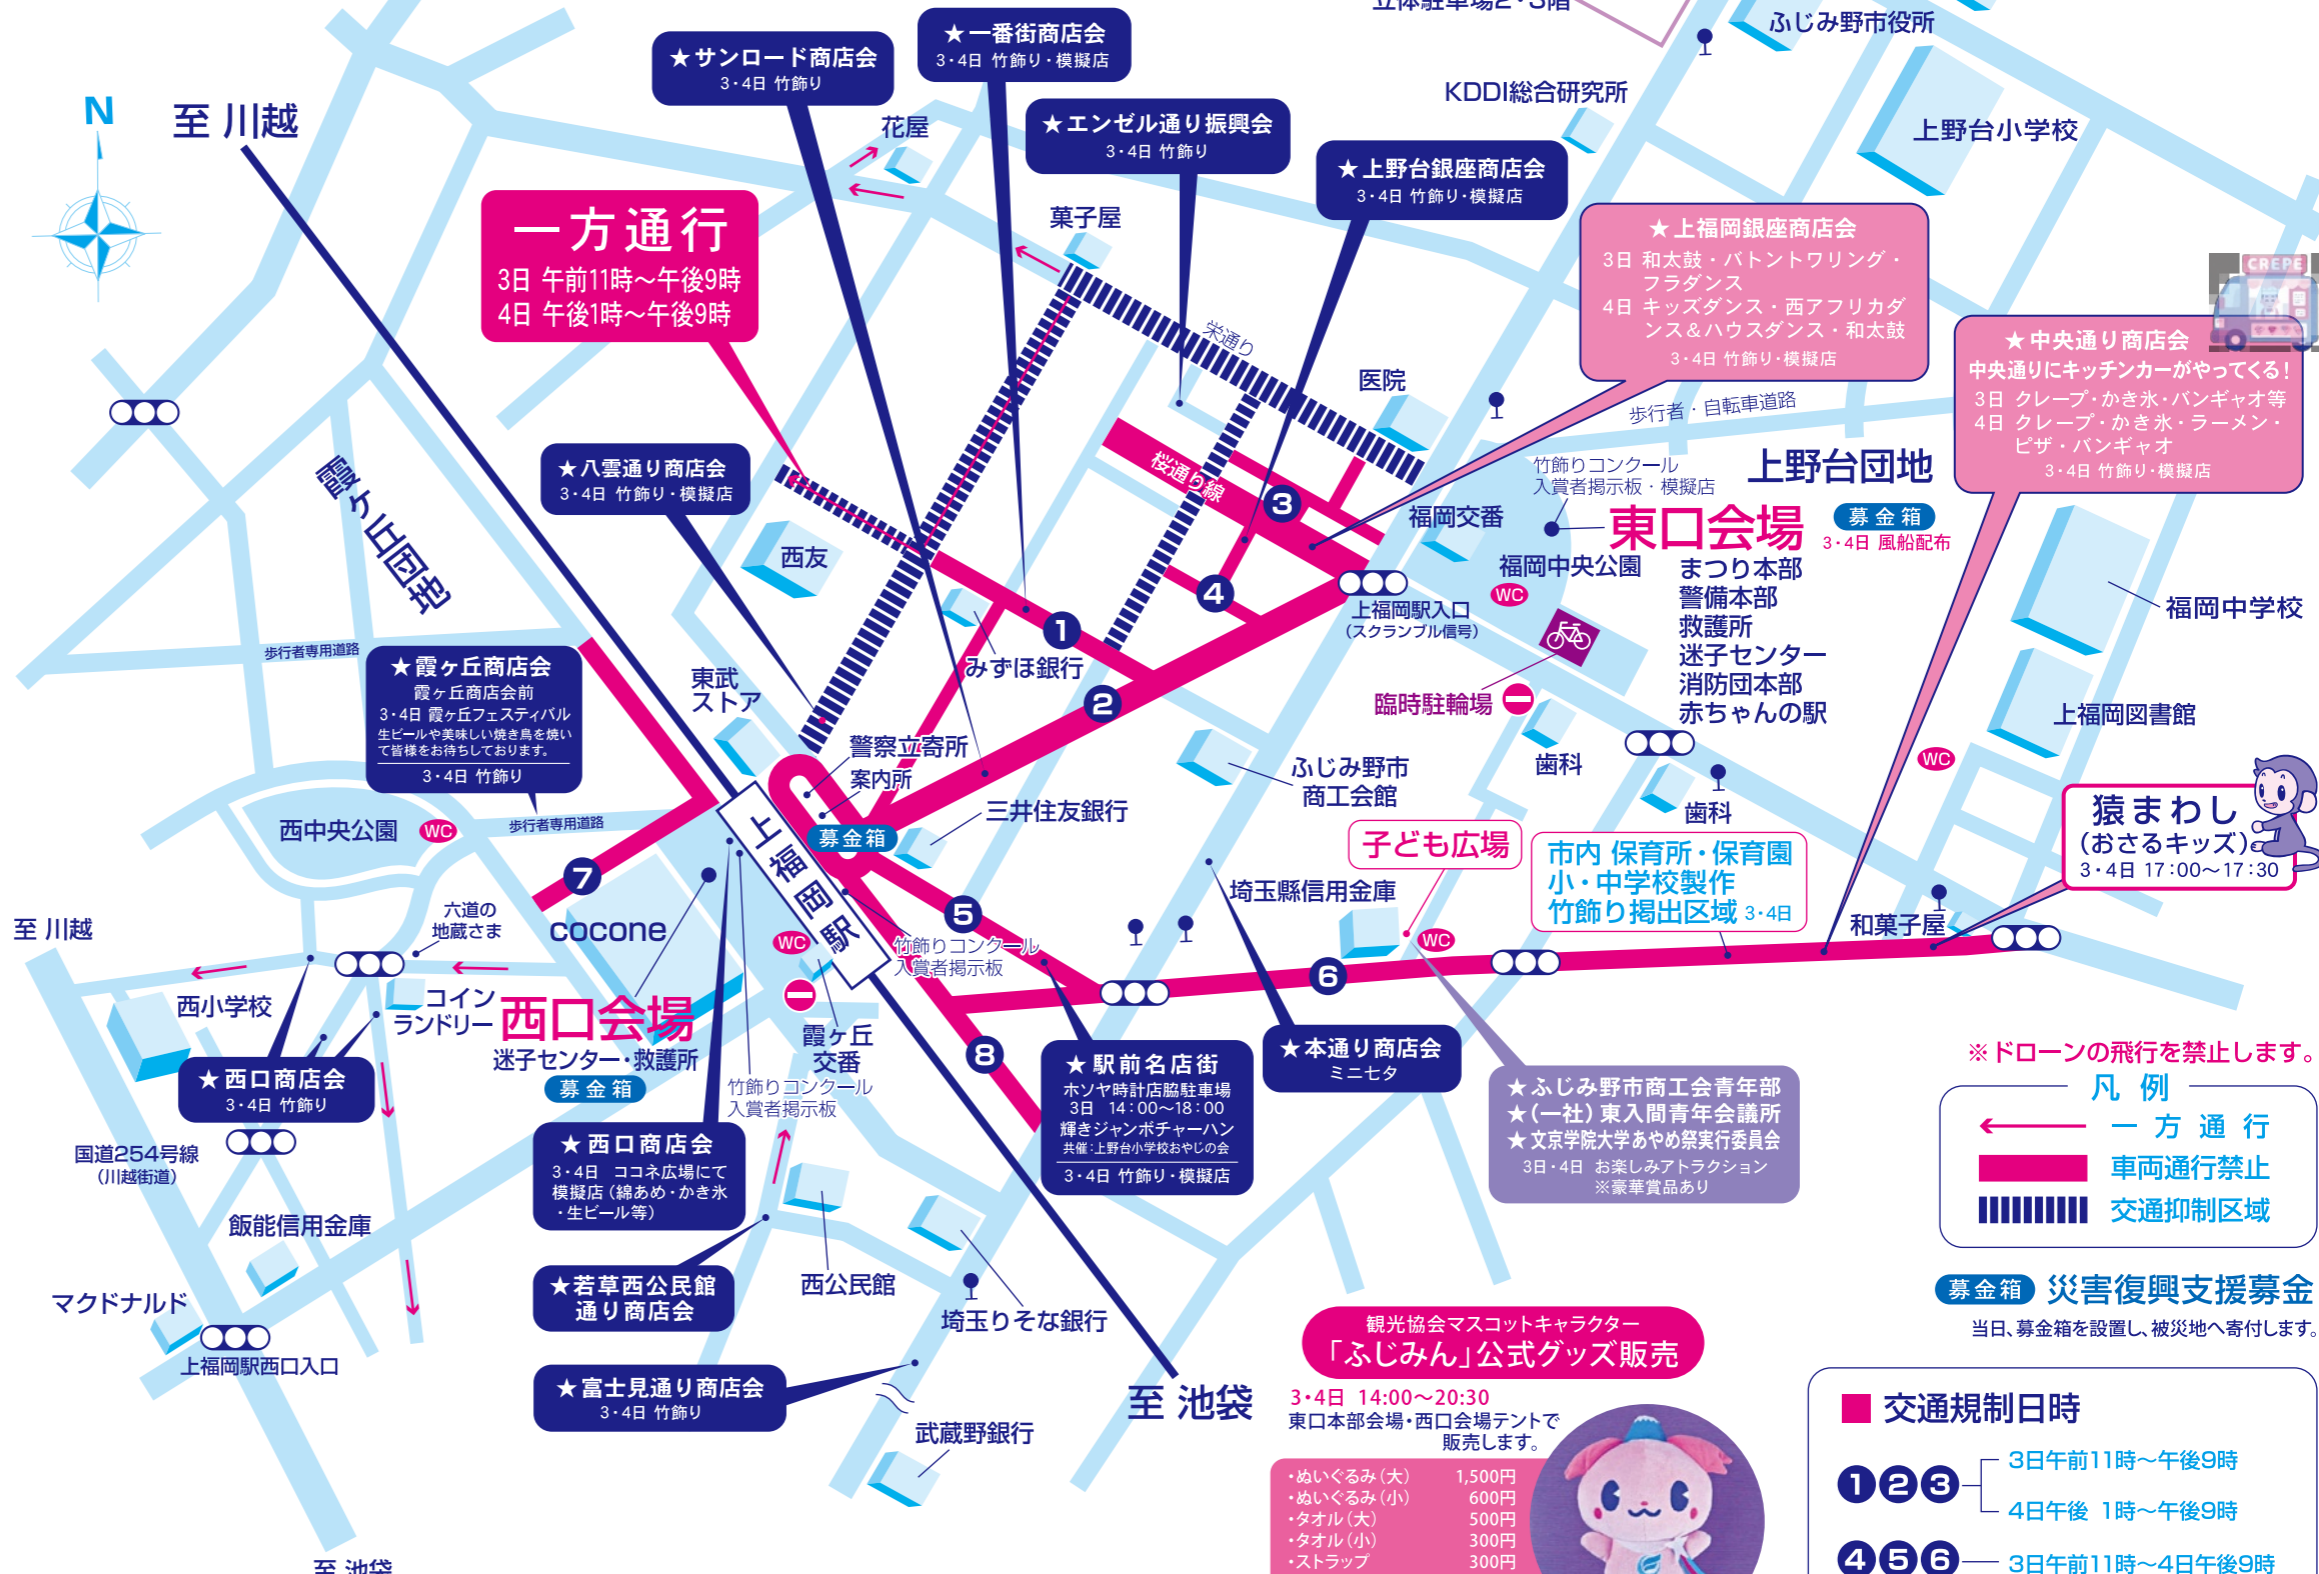 立体駐車場2・3階
ふじみ野市役所
★一番街商店会
3・4日 竹飾り・模擬店
★サンロード商店会
3・4日 竹飾り
KDDI総合研究所
N
至 川越
花屋
★エンゼル通り振興会
3・4日 竹飾り
上野台小学校
★上野台銀座商店会
3・4日 竹飾り・模擬店
一方通行
3日 午前11時～午後9時
4日 午後1時～午後9時
菓子屋
★上福岡銀座商店会
3日 和太鼓・バトントワリング・
フラダンス
4日 キッズダンス・西アフリカダ
ンス&ハウスダンス・和太鼓
3・4日 竹飾り・模擬店
CREPE
★中央通り商店会
中央通りにキッチンカーがやってくる!
3日 クレープ・かき氷・バンギャオ等
4日 クレープ・かき氷・ラーメン・
ピザ・バンギャオ
3・4日 竹飾り・模擬店
栄通り
医院
歩行者・自転車道路
霞ヶ丘団地
★八雲通り商店会
3・4日 竹飾り・模擬店
桜通り線
竹飾りコンクール
入賞者掲示板・模擬店
上野台団地
3
福岡交番
東口会場
募金箱
3・4日 風船配布
西友
福岡中央公園
まつり本部
警備本部
救護所
迷子センター
消防団本部
赤ちゃんの駅
4
WC
上福岡駅入口
(スクランブル信号)
福岡中学校
1
みずほ銀行
歩行者専用道路
★霞ヶ丘商店会
霞ヶ丘商店会前
3・4日 霞ヶ丘フェスティバル
生ビールや美味しい焼き鳥を焼い
て皆様をお待ちしております。
3・4日 竹飾り
東武
ストア
2
臨時駐輪場
上福岡図書館
警察立寄所
案内所
ふじみ野市
商工会館
歯科
WC
歯科
猿まわし
(おさるキッズ)
3・4日 17:00～17:30
西中央公園
WC
歩行者専用道路
上福岡駅
募金箱
三井住友銀行
子ども広場
市内 保育所・保育園
小・中学校製作
竹飾り掲出区域 3・4日
7
埼玉縣信用金庫
5
六道の
地蔵さま
cocone
至 川越
WC
竹飾りコンクール
入賞者掲示板
WC
和菓子屋
6
西小学校
コイン
ランドリー
西口会場
迷子センター・救護所
募金箱
霞ヶ丘
交番
竹飾りコンクール
入賞者掲示板
8
★駅前名店街
ホソヤ時計店脇駐車場
3日 14:00～18:00
輝きジャンボチャーハン
共催:上野台小学校おやじの会
3・4日 竹飾り・模擬店
★本通り商店会
ミニ七夕
★ふじみ野市商工会青年部
★(一社)東入間青年会議所
★文京学院大学あやめ祭実行委員会
3日・4日 お楽しみアトラクション
※豪華賞品あり
※ドローンの飛行を禁止します。
凡 例
一方通行
車両通行禁止
交通抑制区域
★西口商店会
3・4日 竹飾り
国道254号線
(川越街道)
★西口商店会
3・4日 ココネ広場にて
模擬店(綿あめ・かき氷
・生ビール等)
飯能信用金庫
★若草西公民館
通り商店会
西公民館
埼玉りそな銀行
マクドナルド
上福岡駅西口入口
★富士見通り商店会
3・4日 竹飾り
至 池袋
武蔵野銀行
至 池袋
募金箱 災害復興支援募金
当日、募金箱を設置し、被災地へ寄付します。
観光協会マスコットキャラクター
「ふじみん」公式グッズ販売
3・4日 14:00～20:30
東口本部会場・西口会場テントで
販売します。
・ぬいぐるみ(大) 1,500円
・ぬいぐるみ(小) 600円
・タオル(大) 500円
・タオル(小) 300円
・ストラップ 300円
■ 交通規制日時
1 2 3
3日午前11時～午後9時
4日午後 1時～午後9時
4 5 6
3日午前11時～4日午後9時